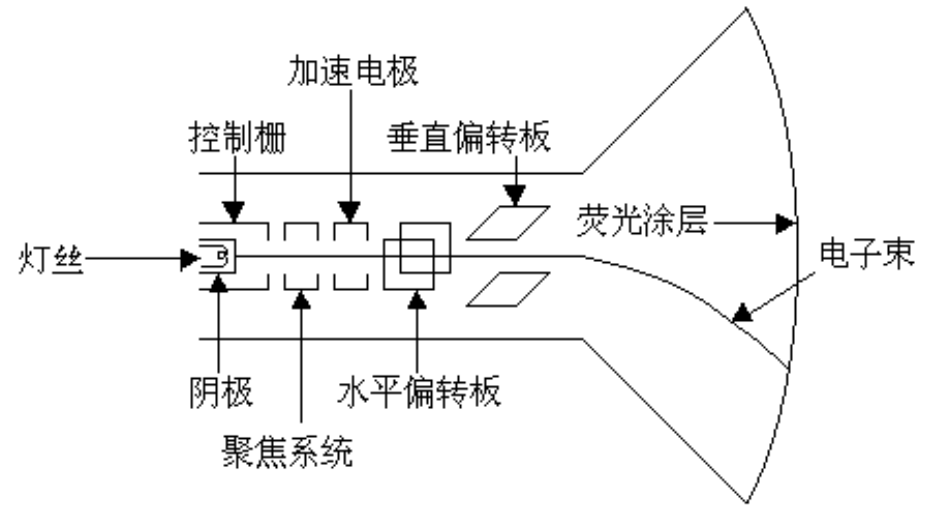 加速电极
控制栅
垂直偏转板
荧光涂层
灯丝
电子束
阴极
水平偏转板
聚焦系统